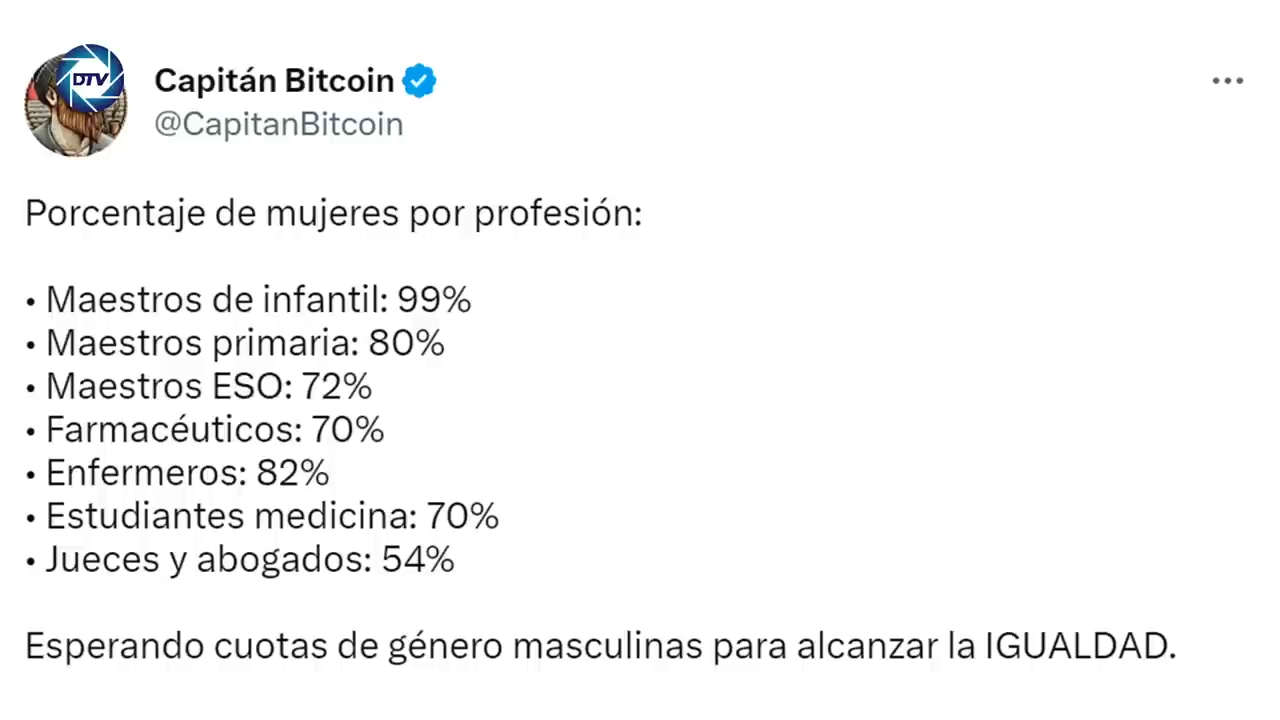 DTV
Capitán Bitcoin
@CapitanBitcoin
Porcentaje de mujeres por profesión:
• Maestros de infantil: 99%
• Maestros primaria: 80%
• Maestros ESO: 72%
• Farmacéuticos: 70%
• Enfermeros: 82%
• Estudiantes medicina: 70%
• Jueces y abogados: 54%
Esperando cuotas de género masculinas para alcanzar la IGUALDAD.